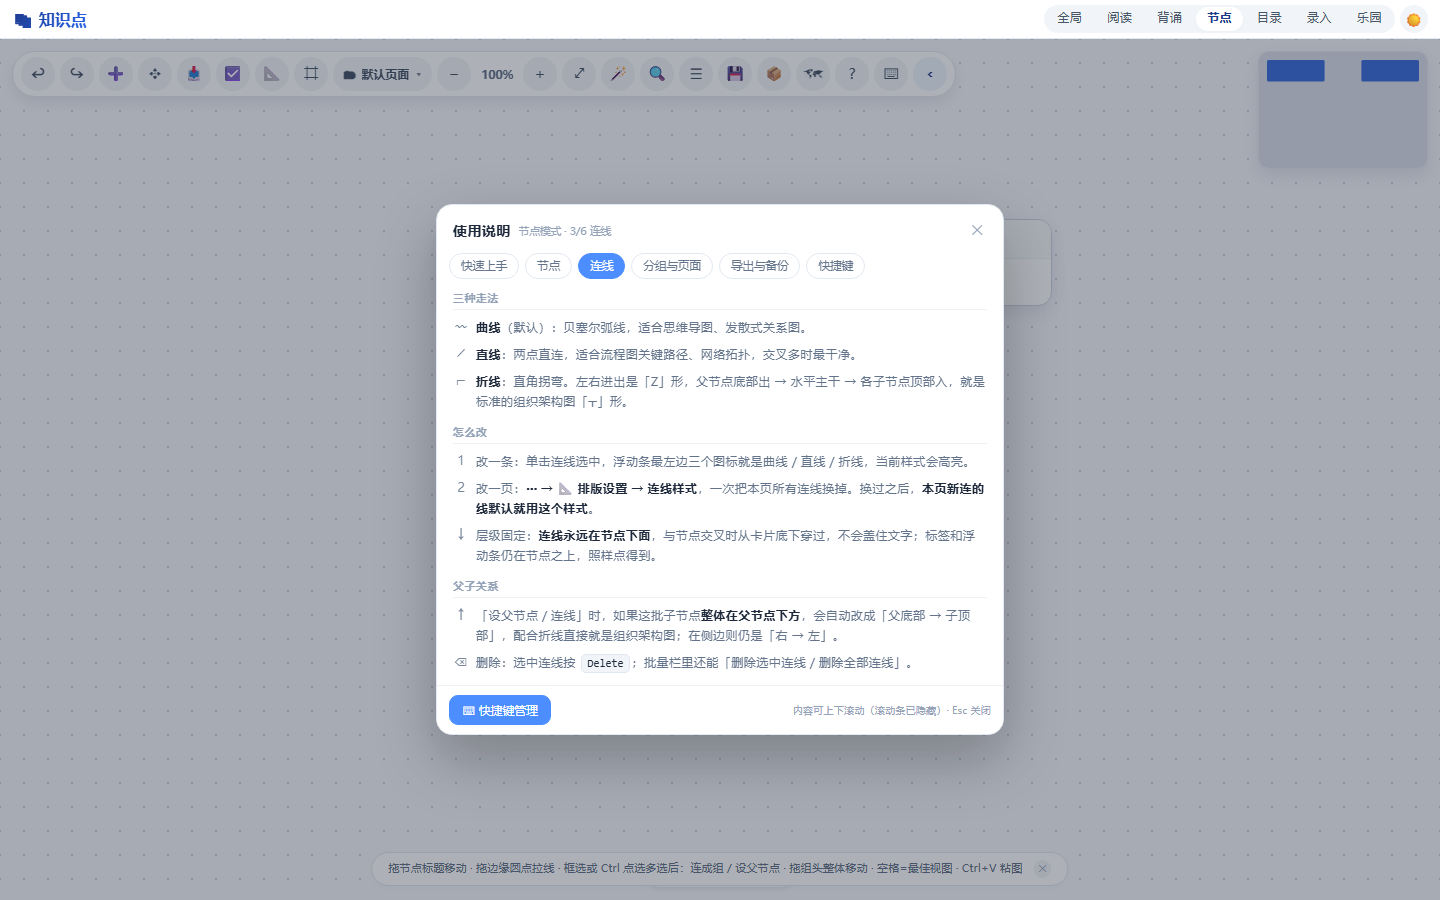 知识点
全局 阅读 背诵 节点 目录 录入 乐园
默认页面
− 100% +
?
使用说明 节点模式 · 3/6 连线
快速上手 节点 连线 分组与页面 导出与备份 快捷键
三种走法
曲线（默认）：贝塞尔弧线，适合思维导图、发散式关系图。
直线：两点直连，适合流程图关键路径、网络拓扑，交叉多时最干净。
折线：直角拐弯。左右进出是「Z」形，父节点底部出 → 水平主干 → 各子节点顶部入，就是
标准的组织架构图「┬」形。
怎么改
1 改一条：单击连线选中，浮动条最左边三个图标就是曲线 / 直线 / 折线，当前样式会高亮。
2 改一页：⋯ → 📐 排版设置 → 连线样式，一次把本页所有连线换掉。换过之后，本页新连的
线默认就用这个样式。
↓ 层级固定：连线永远在节点下面，与节点交叉时从卡片底下穿过，不会盖住文字；标签和浮
动条仍在节点之上，照样点得到。
父子关系
↑ 「设父节点 / 连线」时，如果这批子节点整体在父节点下方，会自动改成「父底部 → 子顶
部」，配合折线直接就是组织架构图；在侧边则仍是「右 → 左」。
⌫ 删除：选中连线按 Delete ；批量栏里还能「删除选中连线 / 删除全部连线」。
快捷键管理
内容可上下滚动（滚动条已隐藏）· Esc 关闭
拖节点标题移动 · 拖边缘圆点拉线 · 框选或 Ctrl 点选多选后：连成组 / 设父节点 · 拖组头整体移动 · 空格=最佳视图 · Ctrl+V 粘图